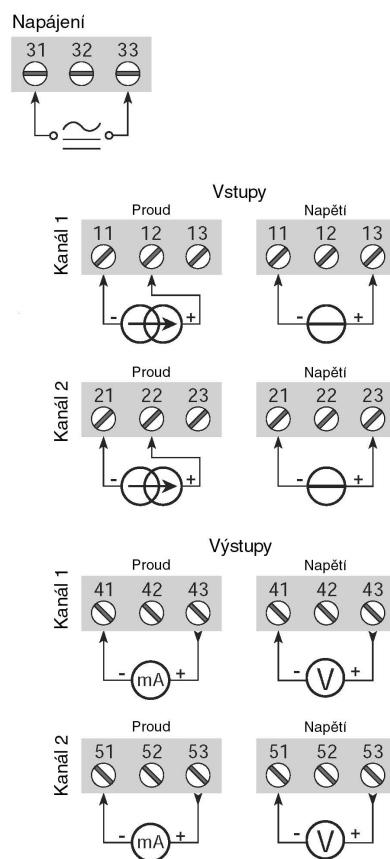 Napájení
31 32 33
Vstupy
Kanál 1
Proud Napětí
11 12 13 11 12 13
- + - +
Kanál 2
Proud Napětí
21 22 23 21 22 23
- + - +
Výstupy
Kanál 1
Proud Napětí
41 42 43 41 42 43
- mA + - V +
Kanál 2
Proud Napětí
51 52 53 51 52 53
- mA + - V +